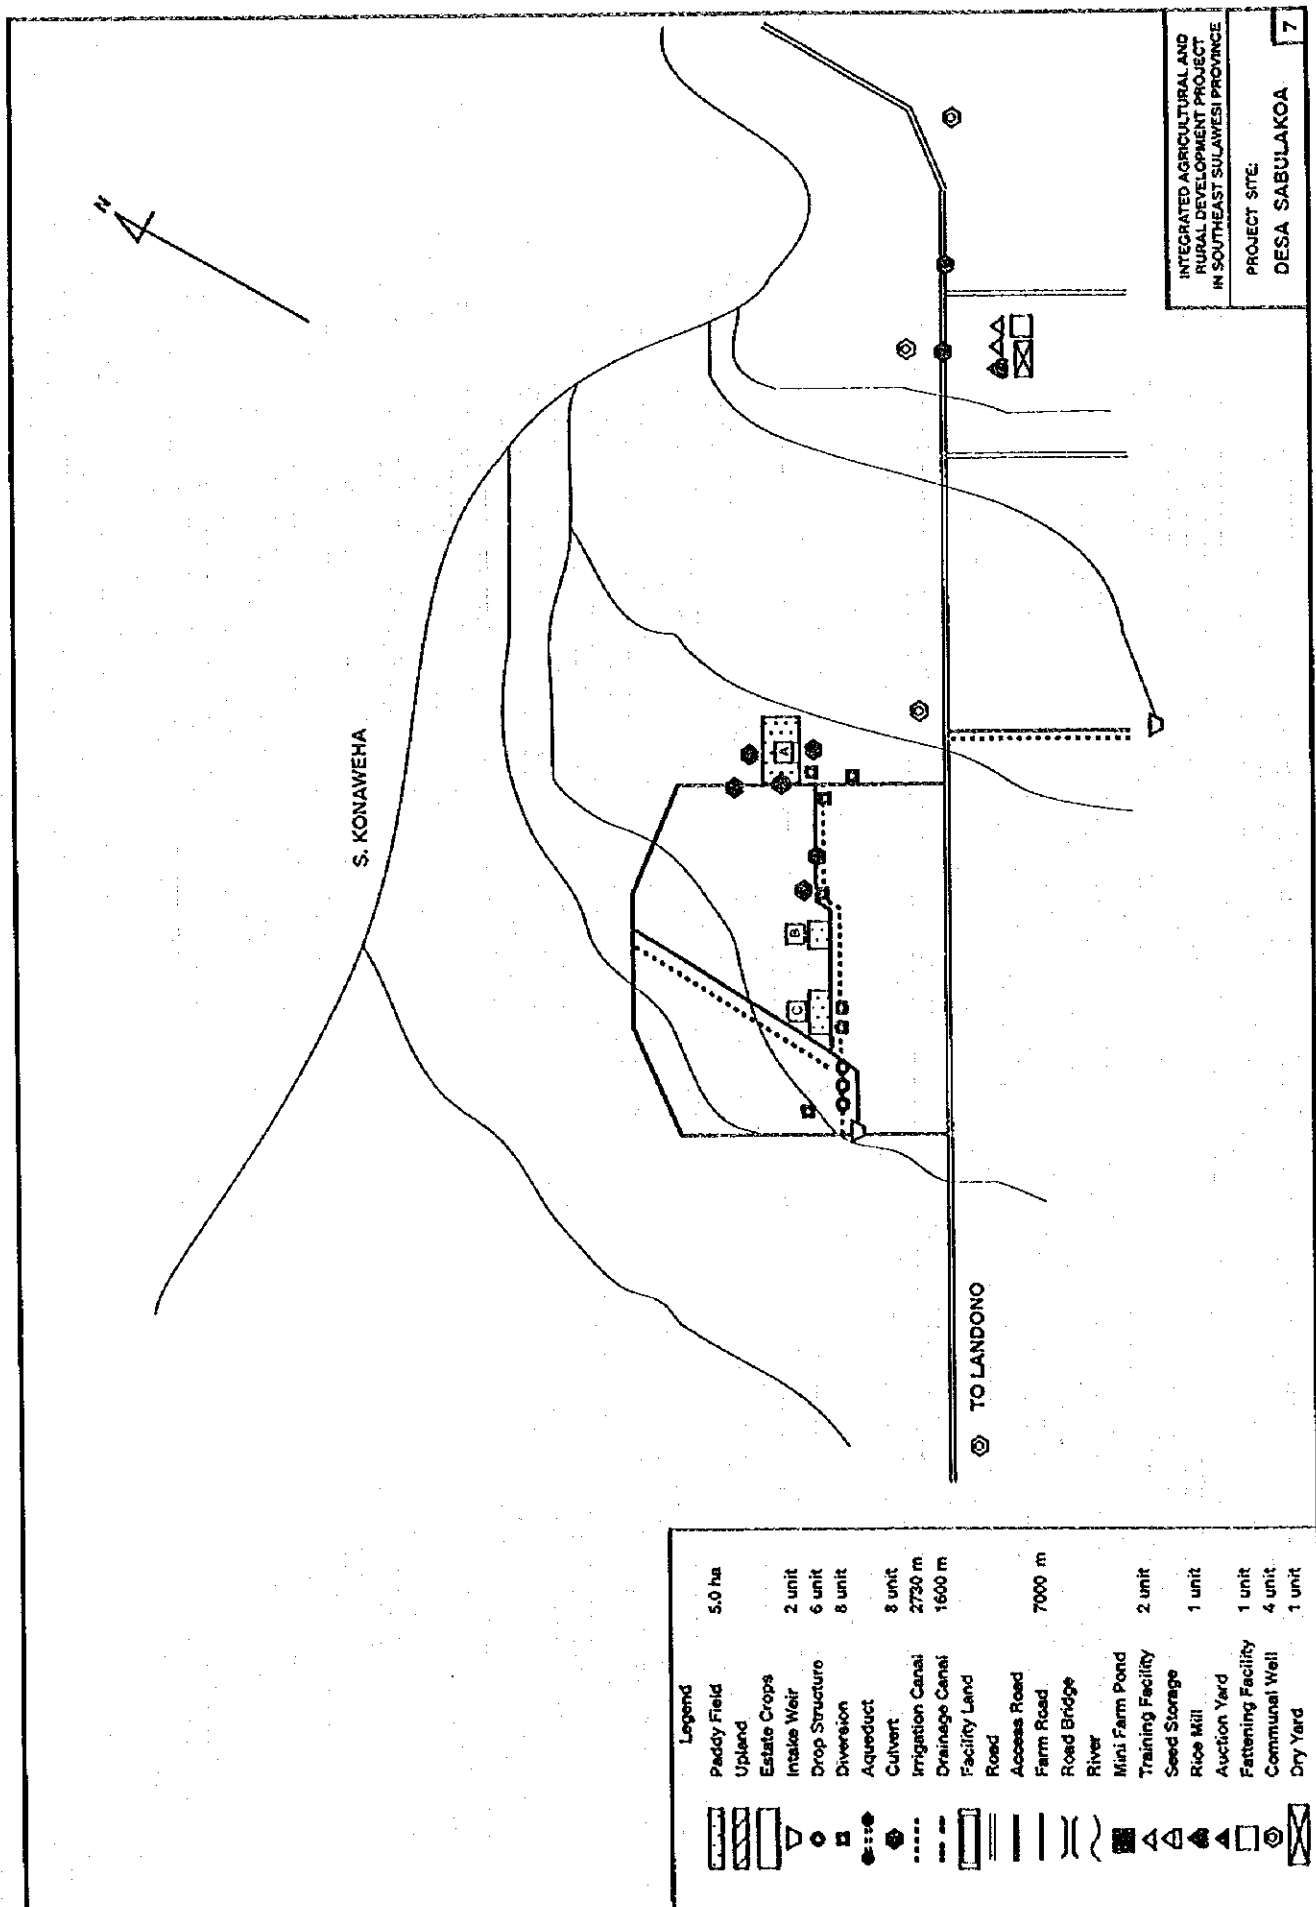 N
S. KONAWEHA
A
B
C
TO LANDONO
Legend
Paddy Field 5.0 ha
Upland
Estate Crops
Intake Weir 2 unit
Drop Structure 6 unit
Diversion 8 unit
Aqueduct
Culvert 8 unit
Irrigation Canal 2730 m
Drainage Canal 1600 m
Facility Land
Road
Access Road
Farm Road 7000 m
Road Bridge
River
Mini Farm Pond
Training Facility 2 unit
Seed Storage
Rice Mill 1 unit
Auction Yard
Fattening Facility 1 unit
Communal Well 4 unit
Dry Yard 1 unit
INTEGRATED AGRICULTURAL AND
RURAL DEVELOPMENT PROJECT
IN SOUTHEAST SULAWESI PROVINCE
PROJECT SITE:
DESA SABULAKOA
7